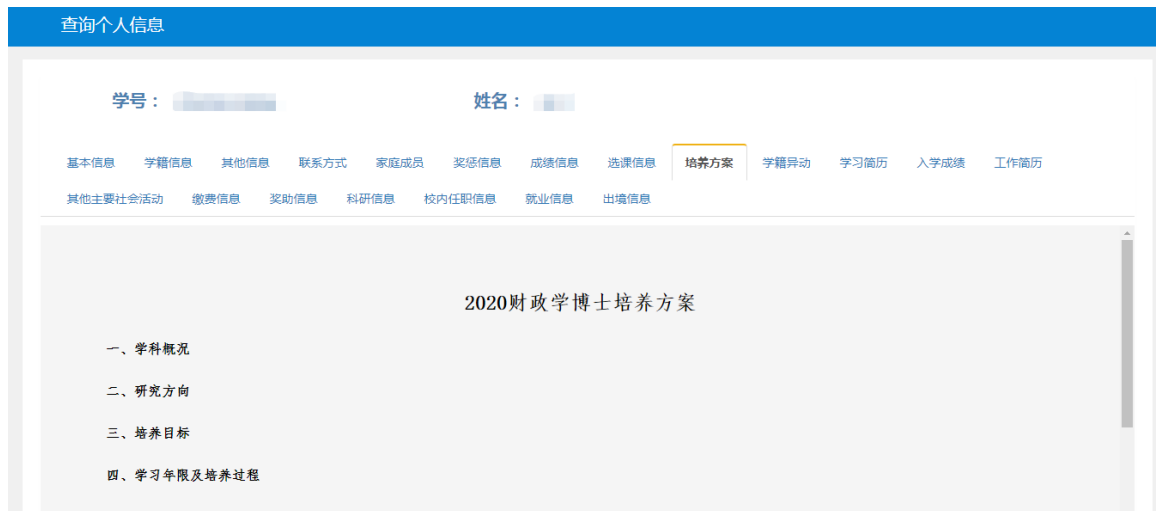 查询个人信息
学号： 姓名：
基本信息 学籍信息 其他信息 联系方式 家庭成员 奖惩信息 成绩信息 选课信息 培养方案 学籍异动 学习简历 入学成绩 工作简历
其他主要社会活动 缴费信息 奖助信息 科研信息 校内任职信息 就业信息 出境信息
2020财政学博士培养方案
一、学科概况
二、研究方向
三、培养目标
四、学习年限及培养过程